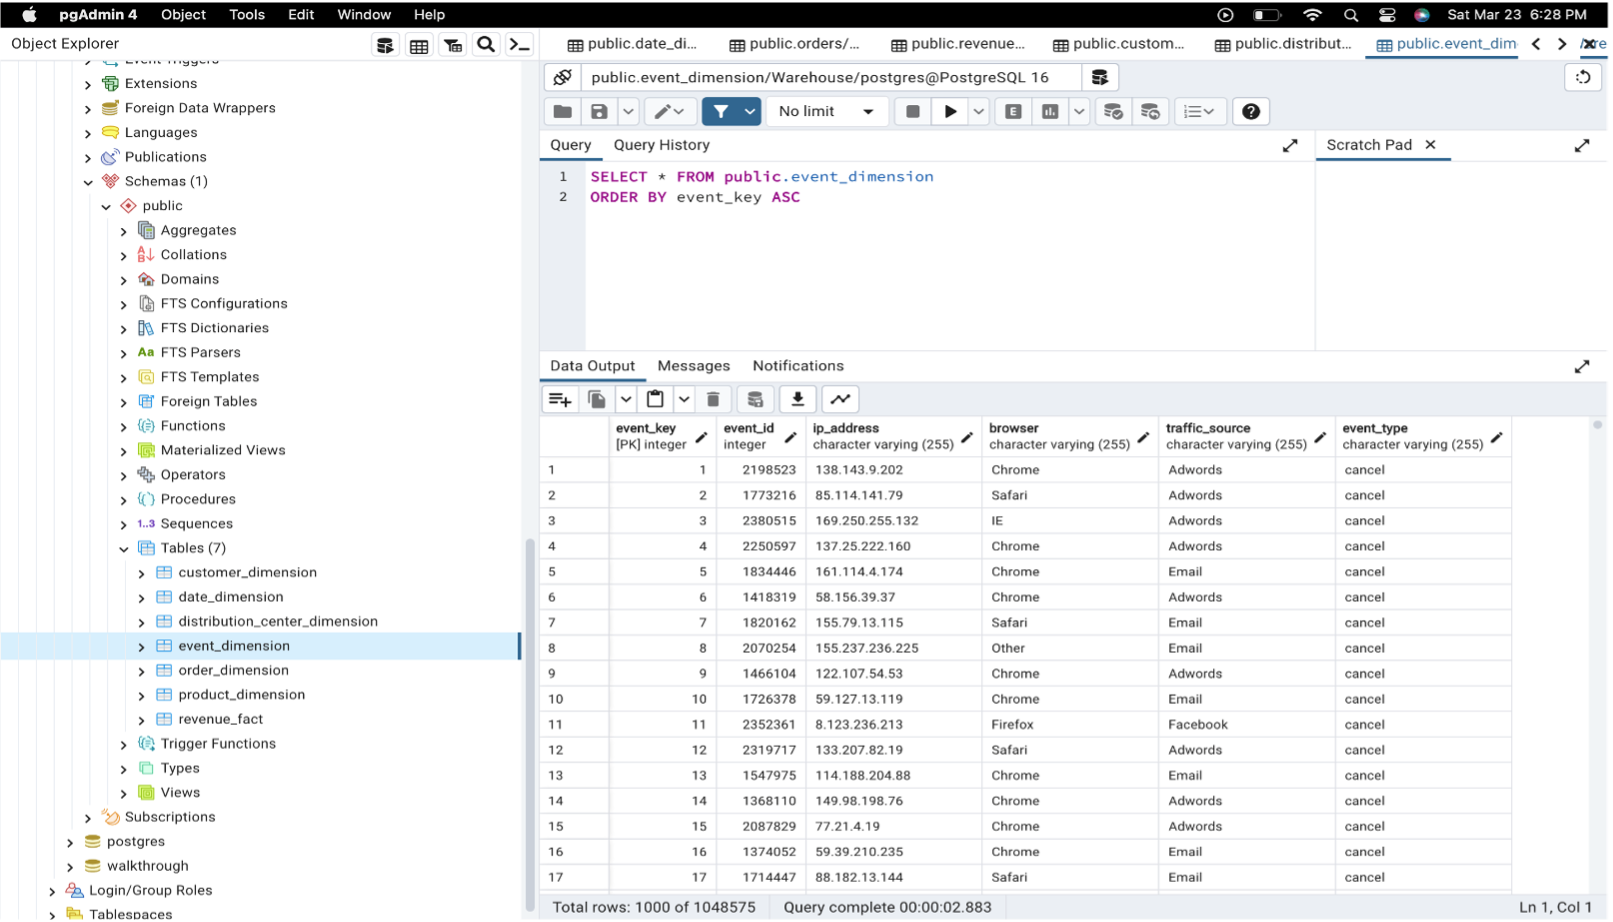 pgAdmin 4 Object Tools Edit Window Help Sat Mar 23 6:28 PM
Object Explorer
Event Triggers
Extensions
Foreign Data Wrappers
Languages
Publications
Schemas (1)
public
Aggregates
Collations
Domains
FTS Configurations
FTS Dictionaries
Aa FTS Parsers
FTS Templates
Foreign Tables
Functions
Materialized Views
Operators
Procedures
1..3 Sequences
Tables (7)
customer_dimension
date_dimension
distribution_center_dimension
event_dimension
order_dimension
product_dimension
revenue_fact
Trigger Functions
Types
Views
Subscriptions
postgres
walkthrough
Login/Group Roles
Tablespaces
public.date_di... public.orders/... public.revenue... public.custom... public.distribut... public.event_dim
public.event_dimension/Warehouse/postgres@PostgreSQL 16
No limit E
Query Query History Scratch Pad
1 SELECT * FROM public.event_dimension
2 ORDER BY event_key ASC
Data Output Messages Notifications
event_key event_id ip_address browser traffic_source event_type
[PK] integer integer character varying (255) character varying (255) character varying (255) character varying (255)
1 1 2198523 138.143.9.202 Chrome Adwords cancel
2 2 1773216 85.114.141.79 Safari Adwords cancel
3 3 2380515 169.250.255.132 IE Adwords cancel
4 4 2250597 137.25.222.160 Chrome Adwords cancel
5 5 1834446 161.114.4.174 Chrome Email cancel
6 6 1418319 58.156.39.37 Chrome Adwords cancel
7 7 1820162 155.79.13.115 Safari Email cancel
8 8 2070254 155.237.236.225 Other Email cancel
9 9 1466104 122.107.54.53 Chrome Adwords cancel
10 10 1726378 59.127.13.119 Chrome Email cancel
11 11 2352361 8.123.236.213 Firefox Facebook cancel
12 12 2319717 133.207.82.19 Safari Adwords cancel
13 13 1547975 114.188.204.88 Chrome Email cancel
14 14 1368110 149.98.198.76 Chrome Adwords cancel
15 15 2087829 77.21.4.19 Chrome Adwords cancel
16 16 1374052 59.39.210.235 Chrome Email cancel
17 17 1714447 88.182.13.144 Safari Email cancel
Total rows: 1000 of 1048575 Query complete 00:00:02.883 Ln 1, Col 1